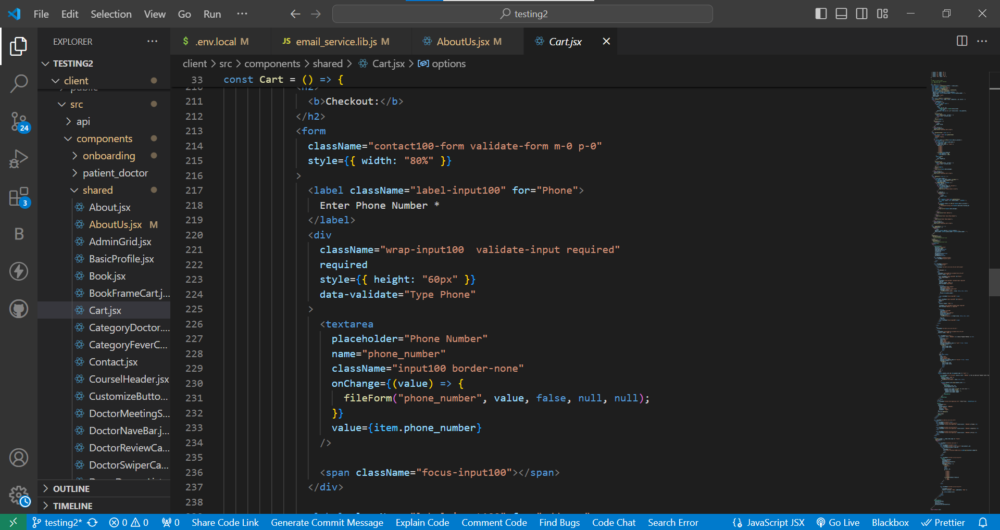 File Edit Selection View Go Run ··· testing2
EXPLORER ···
$ .env.local M JS email_service.lib.js M AboutUs.jsx M Cart.jsx
client > src > components > shared > Cart.jsx > options
TESTING2
client
public
src
api
components
onboarding
patient_doctor
shared
About.jsx
AboutUs.jsx M
AdminGrid.jsx
BasicProfile.jsx
Book.jsx
BookFrameCart.j...
Cart.jsx
CategoryDoctor....
CategoryFeverC...
Contact.jsx
CourselHeader.jsx
CustomizeButto...
DoctorMeetingS...
DoctorNaveBar.j...
DoctorReviewCa...
DoctorSwiperCa...
OUTLINE
TIMELINE
24
3
B
33 const Cart = () => {
210 <h2>
211 <b>Checkout:</b>
212 </h2>
213 <form
214 className="contact100-form validate-form m-0 p-0"
215 style={{ width: "80%" }}
216 >
217 <label className="label-input100" for="Phone">
218 Enter Phone Number *
219 </label>
220 <div
221 className="wrap-input100  validate-input required"
222 required
223 style={{ height: "60px" }}
224 data-validate="Type Phone"
225 >
226 <textarea
227 placeholder="Phone Number"
228 name="phone_number"
229 className="input100 border-none"
230 onChange={(value) => {
231 fileForm("phone_number", value, false, null, null);
232 }}
233 value={item.phone_number}
234 />
235
236 <span className="focus-input100"></span>
237 </div>
238
testing2* 0 0 0 Share Code Link Generate Commit Message Explain Code Comment Code Find Bugs Code Chat Search Error JavaScript JSX Go Live Blackbox Prettier